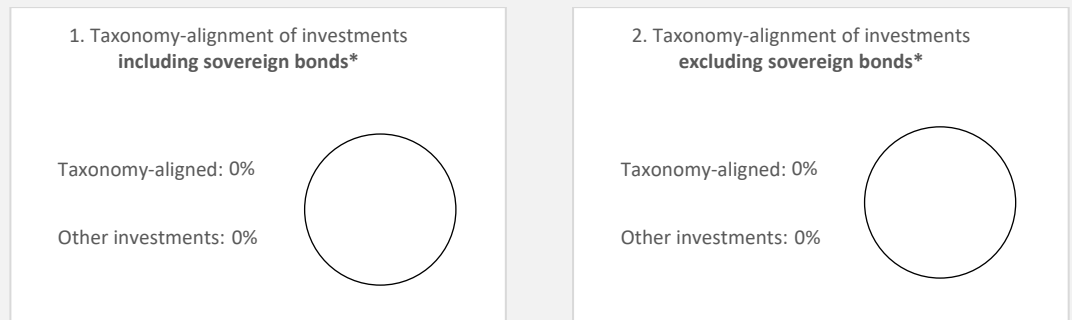 1. Taxonomy-alignment of investments
including sovereign bonds*
Taxonomy-aligned: 0%
Other investments: 0%
2. Taxonomy-alignment of investments
excluding sovereign bonds*
Taxonomy-aligned: 0%
Other investments: 0%